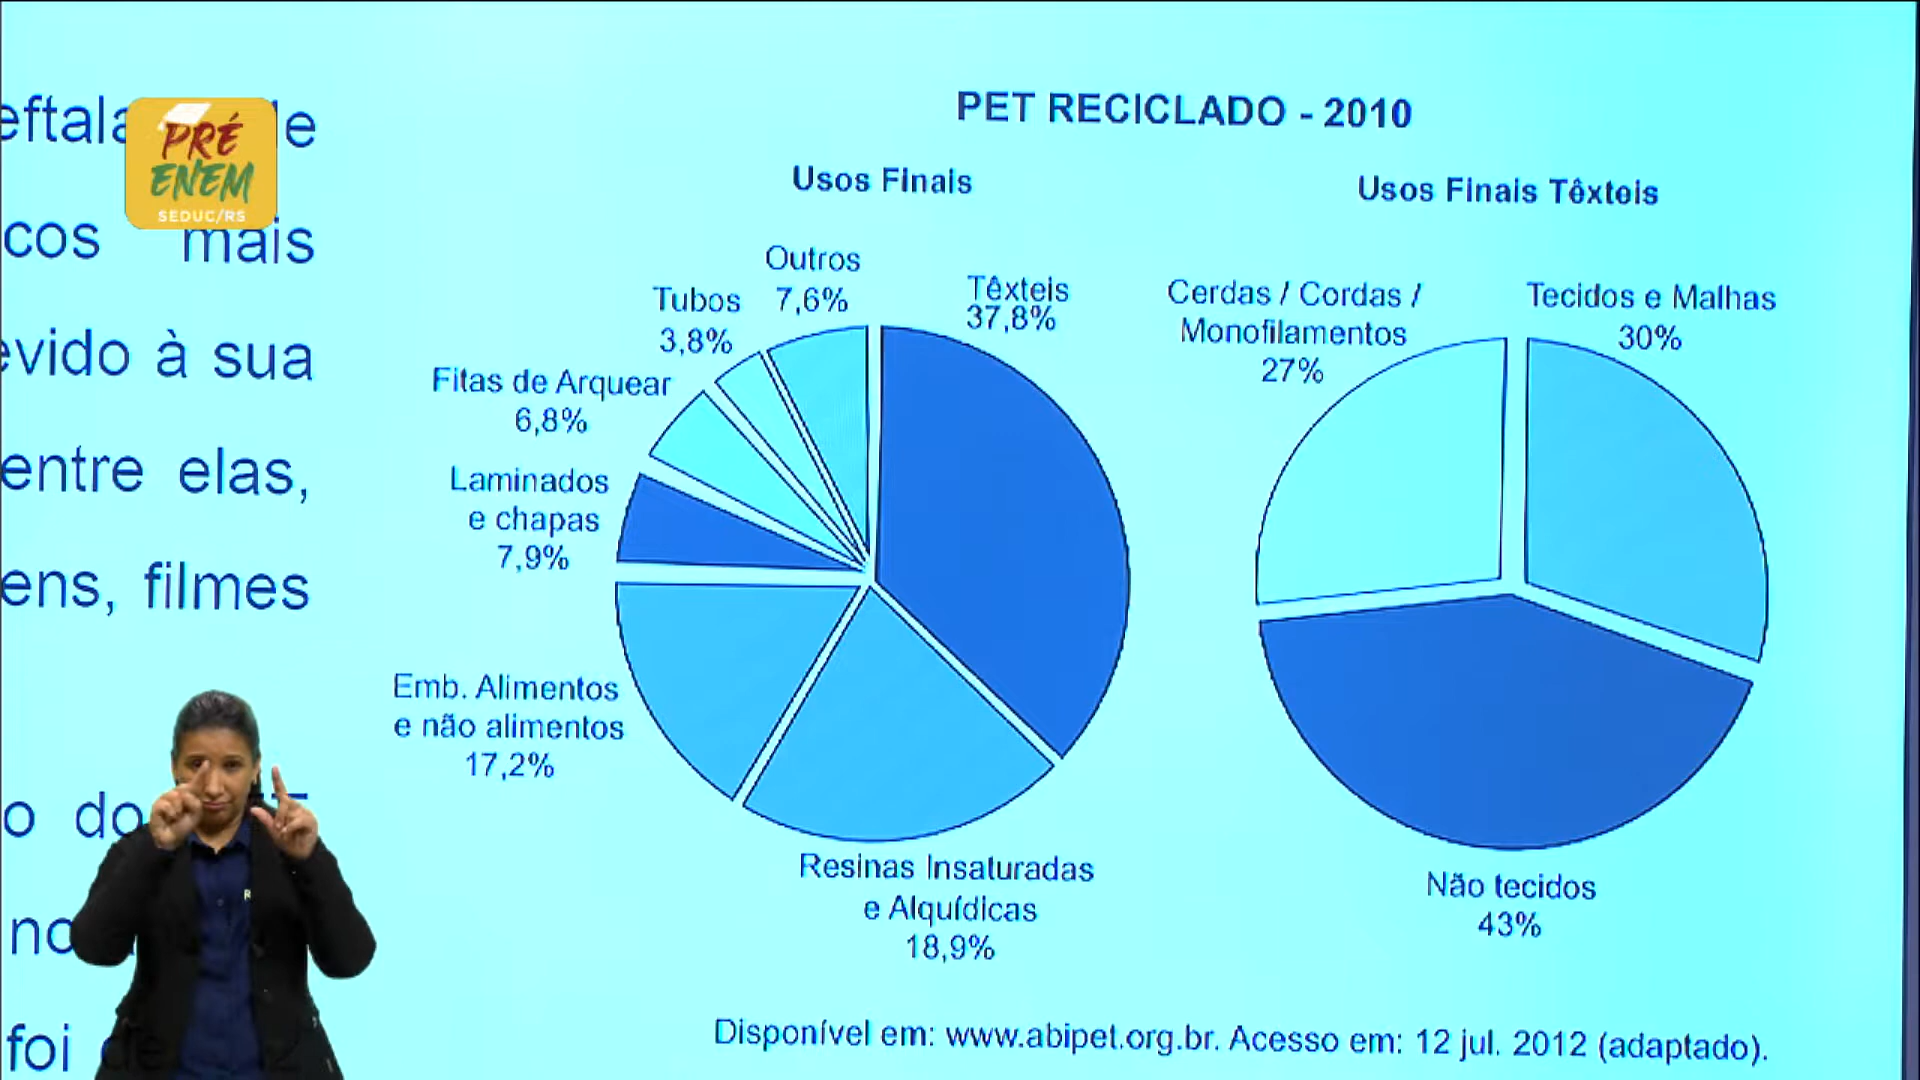 e
cos mais
evido à sua
entre elas,
ens, filmes
o do
foi
PRÉ
ENEM
SEDUC/RS
PET RECICLADO - 2010
Usos Finais
Outros
7,6%
Tubos
3,8%
Têxteis
37,8%
Fitas de Arquear
6,8%
Laminados
e chapas
7,9%
Emb. Alimentos
e não alimentos
17,2%
Resinas Insaturadas
e Alquídicas
18,9%
Usos Finais Têxteis
Cerdas / Cordas /
Monofilamentos
27%
Tecidos e Malhas
30%
Não tecidos
43%
Disponível em: www.abipet.org.br. Acesso em: 12 jul. 2012 (adaptado).